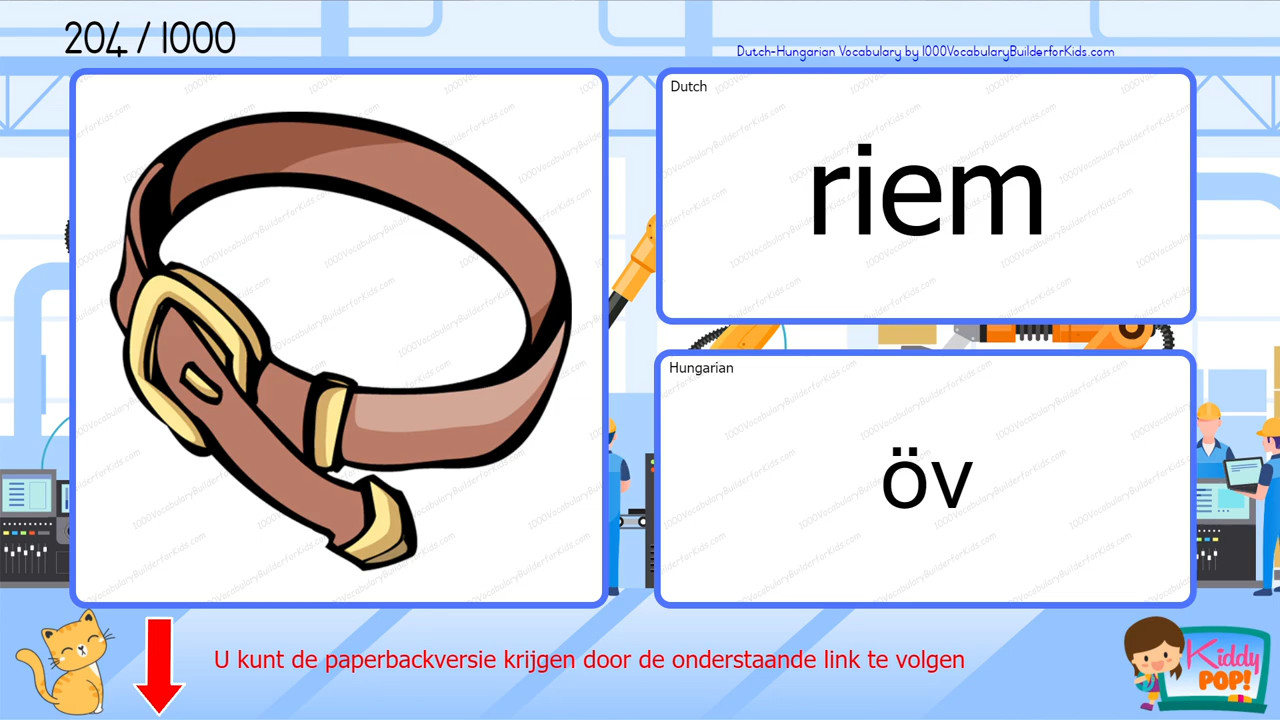 204 / 1000
Dutch-Hungarian Vocabulary by 1000VocabularyBuilderforKids.com
Dutch
riem
Hungarian
öv
U kunt de paperbackversie krijgen door de onderstaande link te volgen
Kiddy
POP!